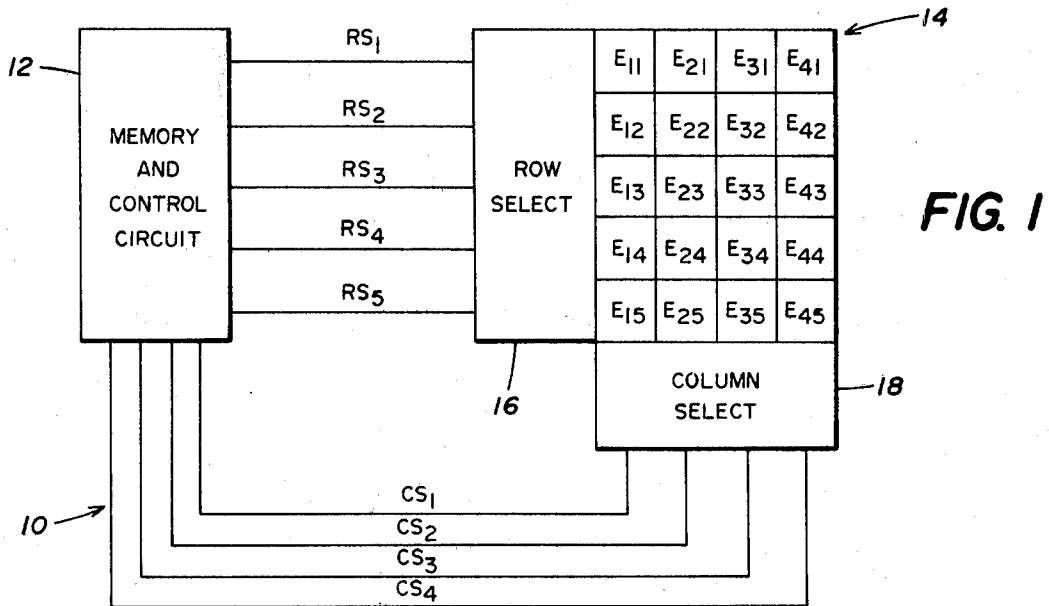 12
MEMORY
AND
CONTROL
CIRCUIT
RS₁
RS₂
RS₃
RS₄
RS₅
ROW
SELECT
16
14
E₁₁ E₂₁ E₃₁ E₄₁
E₁₂ E₂₂ E₃₂ E₄₂
E₁₃ E₂₃ E₃₃ E₄₃
E₁₄ E₂₄ E₃₄ E₄₄
E₁₅ E₂₅ E₃₅ E₄₅
COLUMN
SELECT
18
FIG. 1
10
CS₁
CS₂
CS₃
CS₄